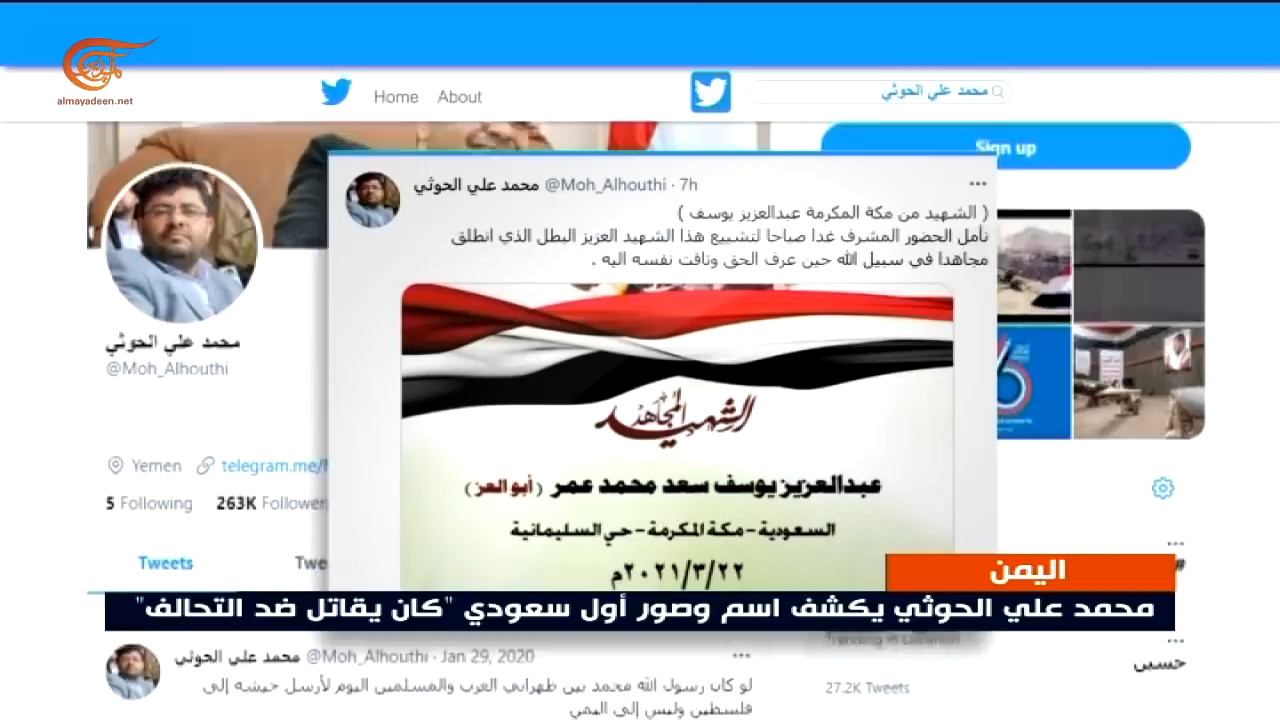 almayadeen.net
Home About
محمد علي الحوثي
Sign up
محمد علي الحوثي @Moh_Alhouthi · 7h
( الشهيد من مكة المكرمة عبدالعزيز يوسف )
نأمل الحضور المشرف غدا صباحا لتشييع هذا الشهيد العزيز البطل الذي انطلق
مجاهدا في سبيل الله حين عرف الحق وتاقت نفسه اليه .
الشهيد المجاهد
عبدالعزيز يوسف سعد محمد عمر (أبو العز)
السعودية - مكة المكرمة - حي السليمانية
٢٠٢١/٣/٢٢م
محمد علي الحوثي
@Moh_Alhouthi
Yemen telegram.me/
5 Following 263K Follower
Tweets
اليمن
محمد علي الحوثي يكشف اسم وصور أول سعودي "كان يقاتل ضد التحالف"
محمد علي الحوثي @Moh_Alhouthi · Jan 29, 2020
لو كان رسول الله محمد بين ظهراني العرب والمسلمين اليوم لأرسل جيشه إلى
فلسطين وليس إلى اليمن
حسين
27.2K Tweets